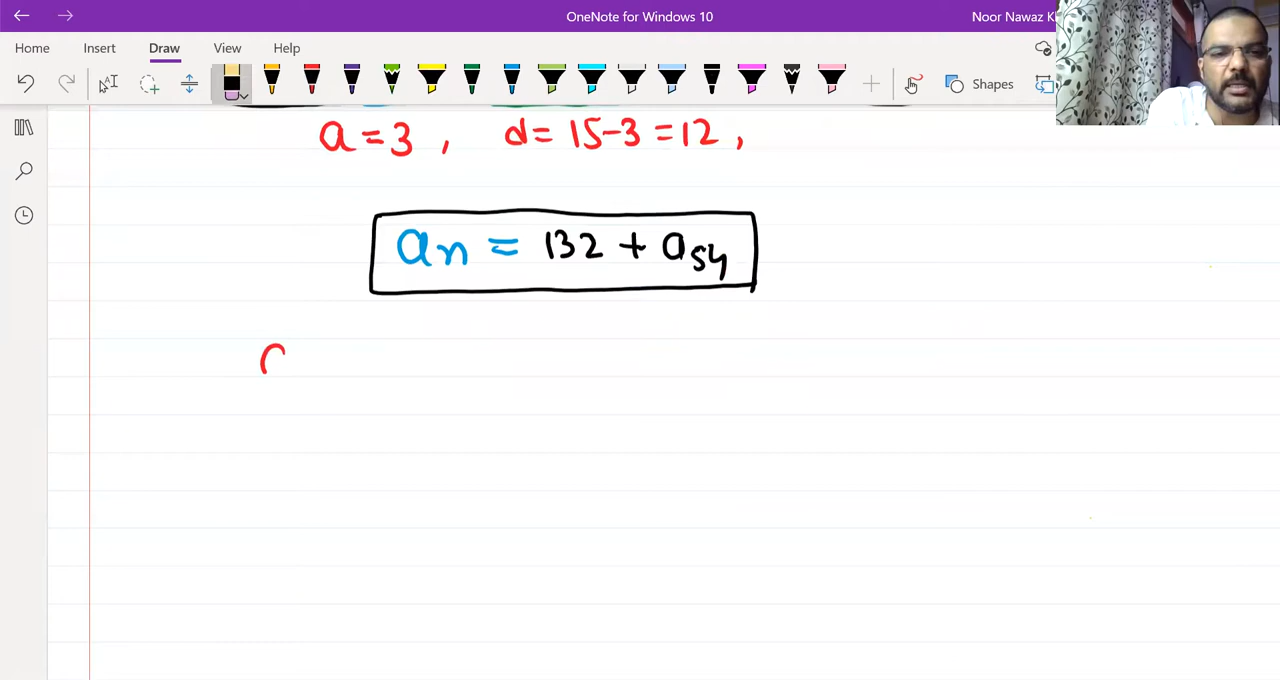 OneNote for Windows 10
Noor Nawaz K
Home Insert Draw View Help
Shapes
a = 3 , d = 15-3 = 12 ,
an = 132 + a54